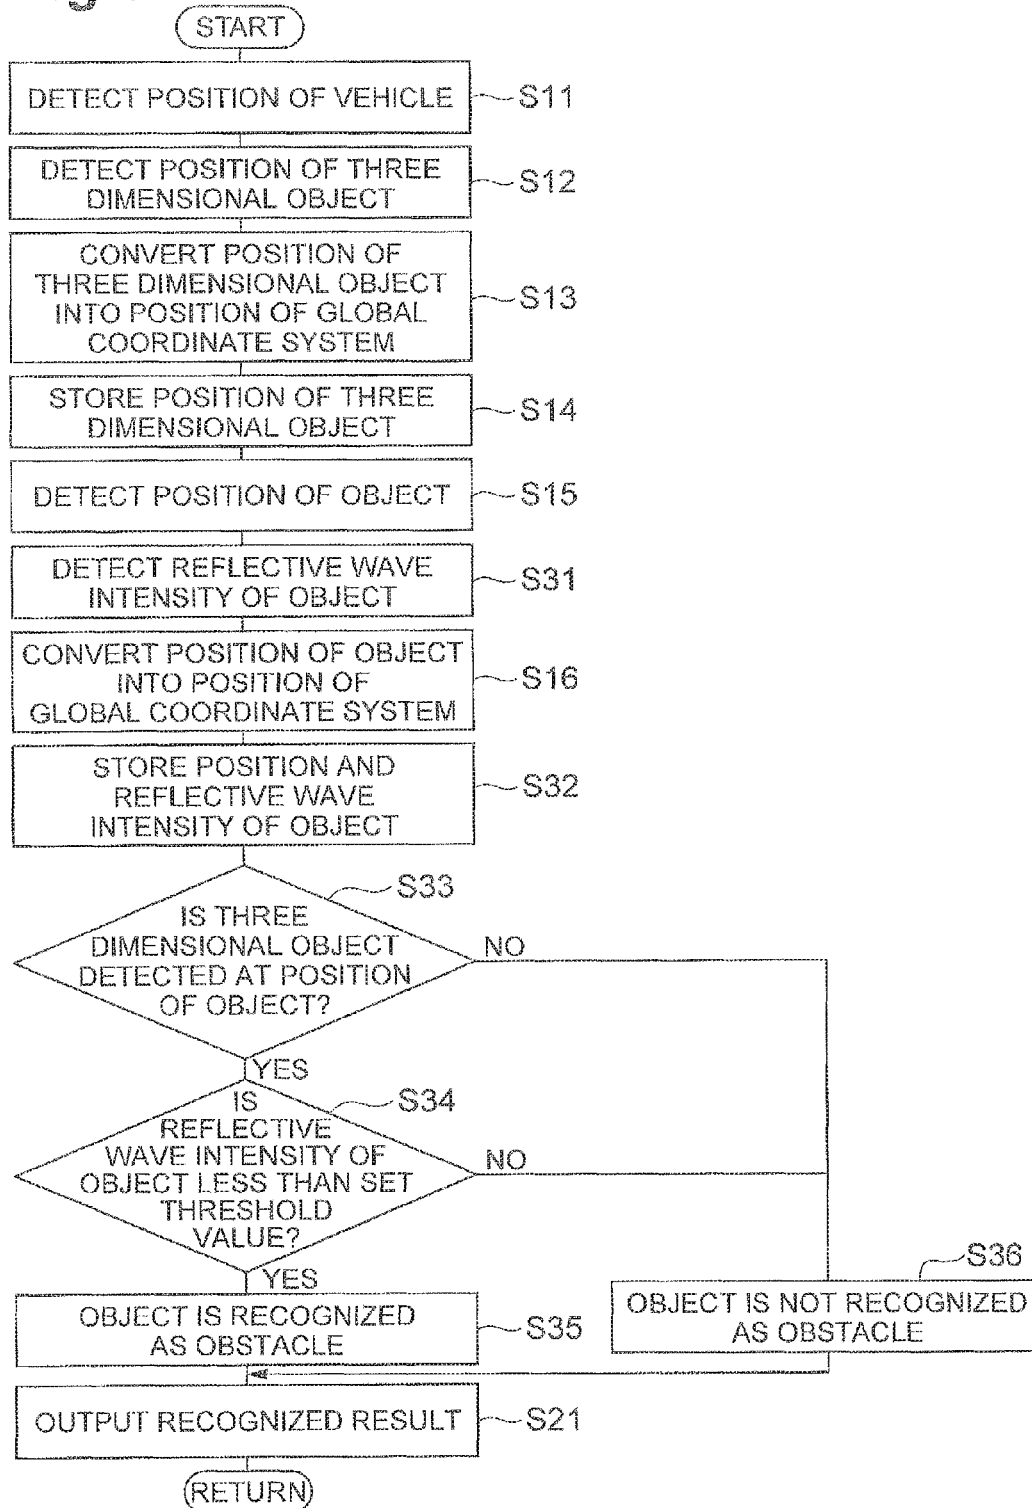 START
DETECT POSITION OF VEHICLE
S11
DETECT POSITION OF THREE
DIMENSIONAL OBJECT
S12
CONVERT POSITION OF
THREE DIMENSIONAL OBJECT
INTO POSITION OF GLOBAL
COORDINATE SYSTEM
S13
STORE POSITION OF THREE
DIMENSIONAL OBJECT
S14
DETECT POSITION OF OBJECT
S15
DETECT REFLECTIVE WAVE
INTENSITY OF OBJECT
S31
CONVERT POSITION OF OBJECT
INTO POSITION OF
GLOBAL COORDINATE SYSTEM
S16
STORE POSITION AND
REFLECTIVE WAVE
INTENSITY OF OBJECT
S32
S33
IS THREE
DIMENSIONAL OBJECT
DETECTED AT POSITION
OF OBJECT?
NO
YES
S34
IS
REFLECTIVE
WAVE INTENSITY OF
OBJECT LESS THAN SET
THRESHOLD
VALUE?
NO
YES
S36
OBJECT IS RECOGNIZED
AS OBSTACLE
S35
OBJECT IS NOT RECOGNIZED
AS OBSTACLE
OUTPUT RECOGNIZED RESULT
S21
RETURN